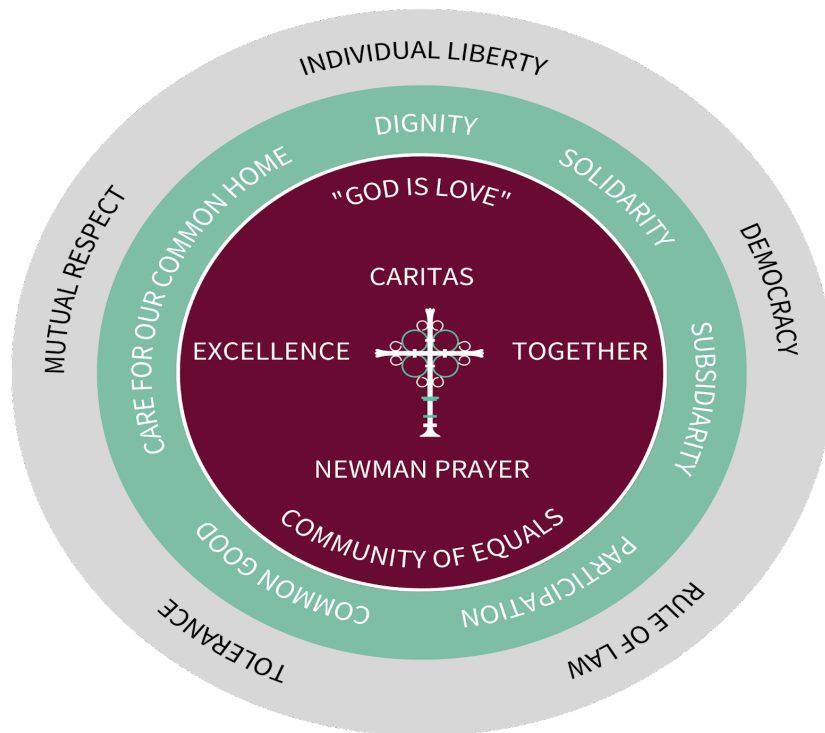 INDIVIDUAL LIBERTY
DEMOCRACY
RULE OF LAW
TOLERANCE
MUTUAL RESPECT
DIGNITY
SOLIDARITY
SUBSIDIARITY
PARTICIPATION
COMMON GOOD
CARE FOR OUR COMMON HOME
"GOD IS LOVE"
CARITAS
EXCELLENCE
TOGETHER
NEWMAN PRAYER
COMMUNITY OF EQUALS